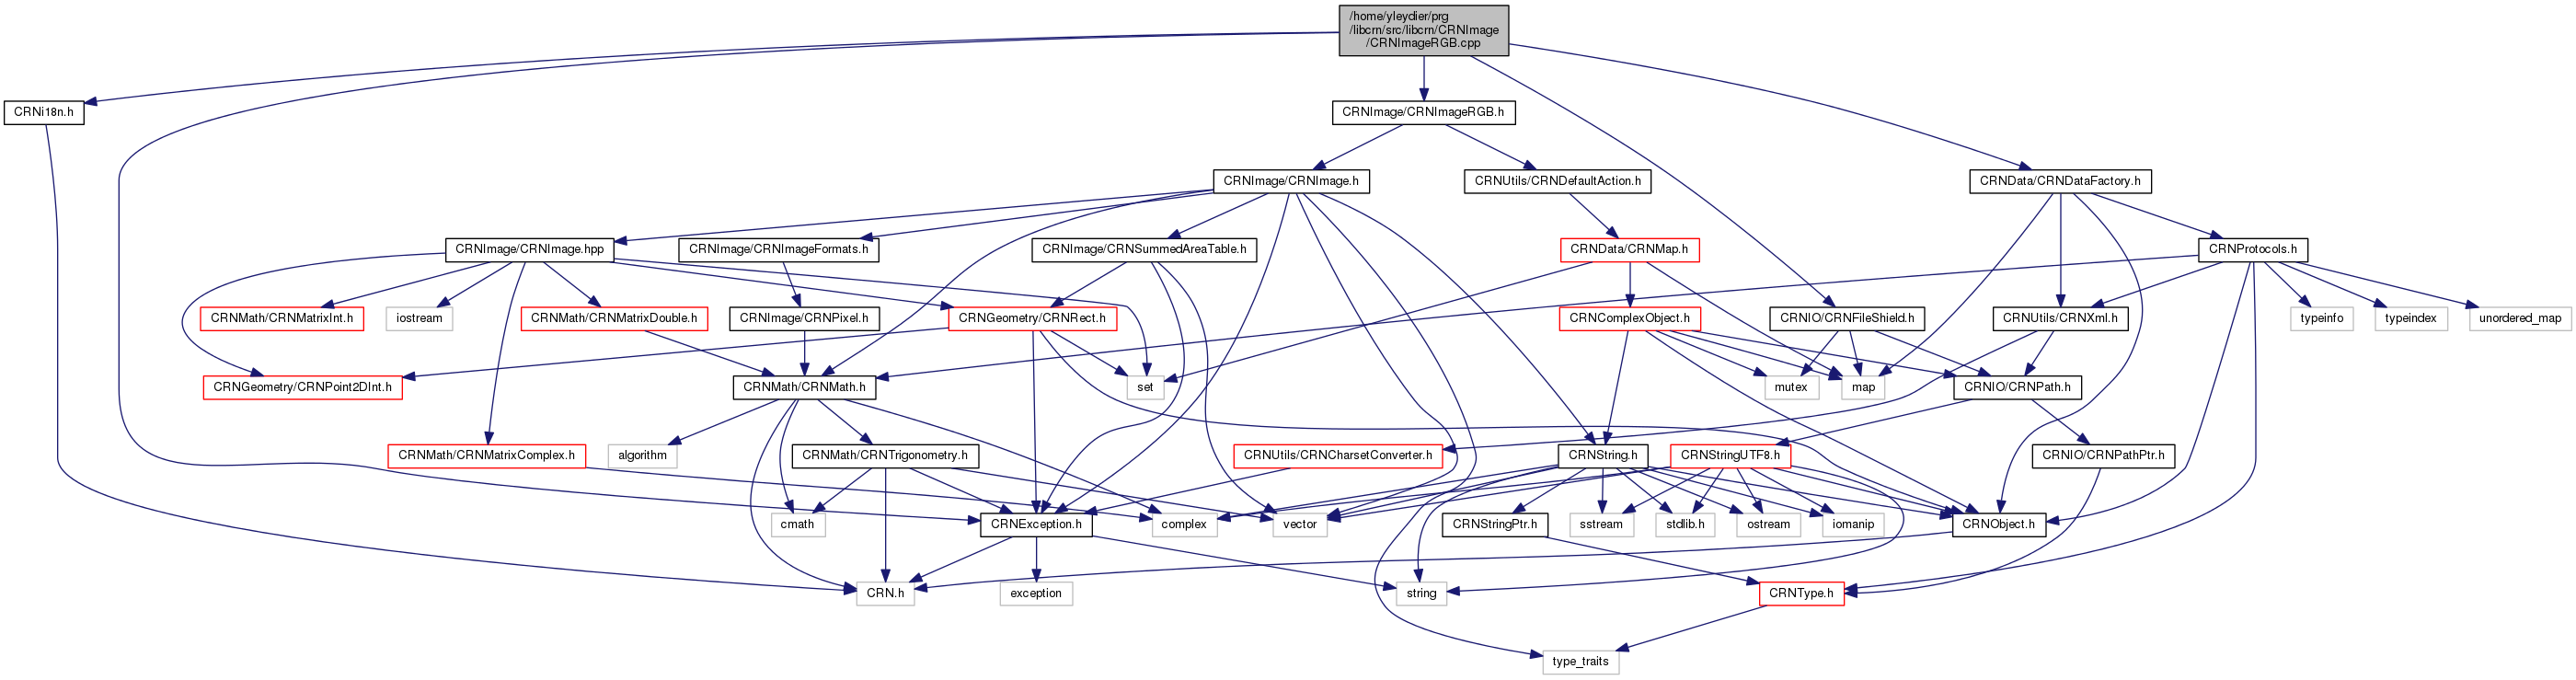 /home/yleydier/prg
/libcrn/src/libcrn/CRNImage
/CRNImageRGB.cpp
CRNi18n.h
CRNImage/CRNImageRGB.h
CRNImage/CRNImage.h
CRNUtils/CRNDefaultAction.h
CRNData/CRNDataFactory.h
CRNImage/CRNImage.hpp
CRNImage/CRNImageFormats.h
CRNImage/CRNSummedAreaTable.h
CRNData/CRNMap.h
CRNProtocols.h
CRNMath/CRNMatrixInt.h
iostream
CRNMath/CRNMatrixDouble.h
CRNImage/CRNPixel.h
CRNGeometry/CRNRect.h
CRNComplexObject.h
CRNIO/CRNFileShield.h
CRNUtils/CRNXml.h
typeinfo
typeindex
unordered_map
CRNGeometry/CRNPoint2DInt.h
CRNMath/CRNMath.h
set
mutex
map
CRNIO/CRNPath.h
CRNMath/CRNMatrixComplex.h
algorithm
CRNMath/CRNTrigonometry.h
CRNUtils/CRNCharsetConverter.h
CRNString.h
CRNStringUTF8.h
CRNIO/CRNPathPtr.h
cmath
CRNException.h
complex
vector
CRNStringPtr.h
sstream
stdlib.h
ostream
iomanip
CRNObject.h
CRN.h
exception
string
CRNType.h
type_traits